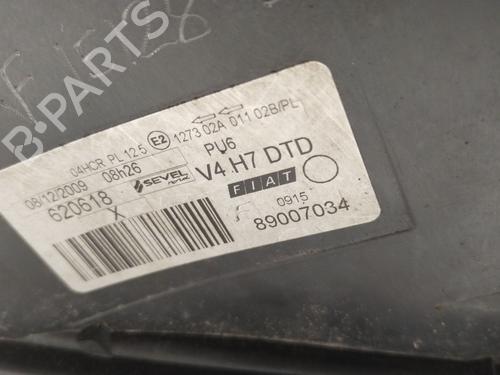 B-PARTS
04HCR PL 12.5 E2 1273 02A 011 02B/PL
08/12/2009 08h26 PU6
620618 X SEVEL V4 H7 DTD
FIAT
0915
89007034